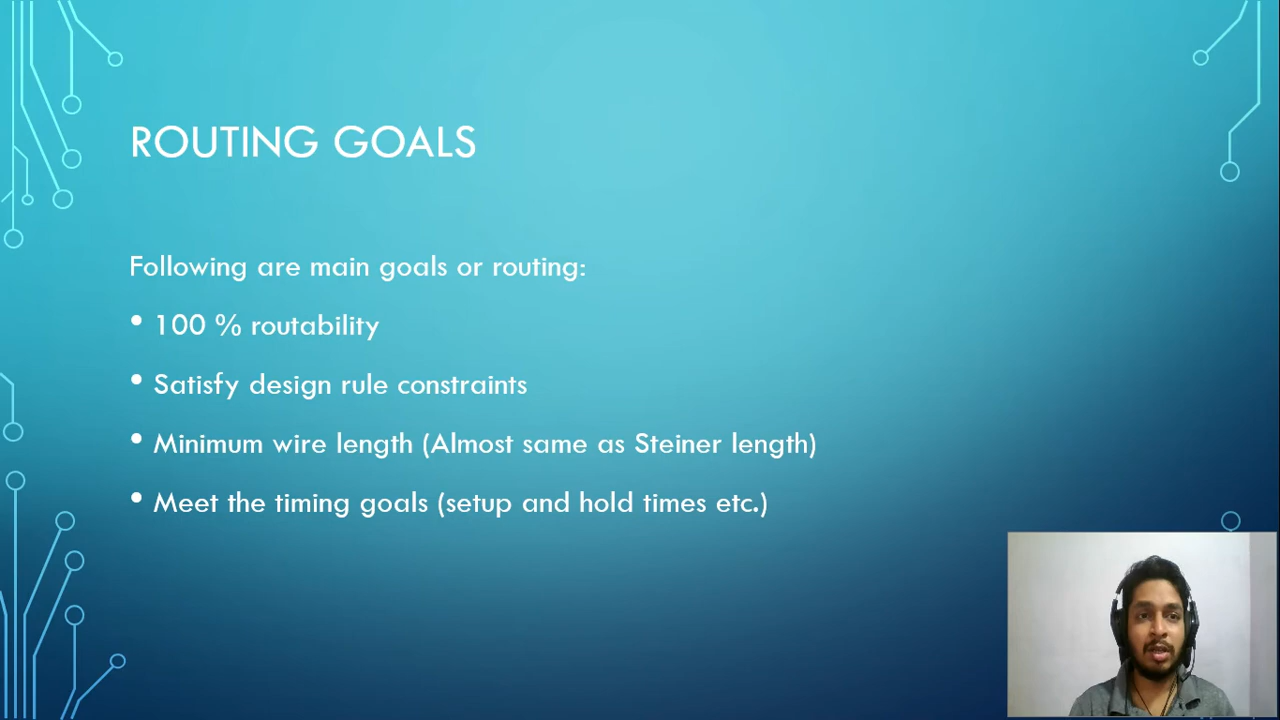 ROUTING GOALS
Following are main goals or routing:
• 100 % routability
• Satisfy design rule constraints
• Minimum wire length (Almost same as Steiner length)
• Meet the timing goals (setup and hold times etc.)